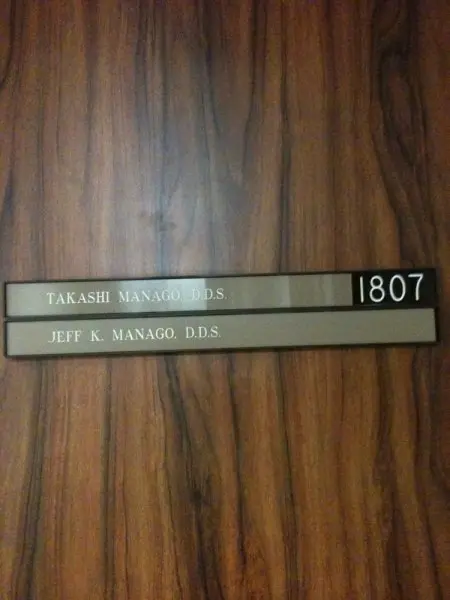 TAKASHI MANAGO, D.D.S. 1807
JEFF K. MANAGO, D.D.S.